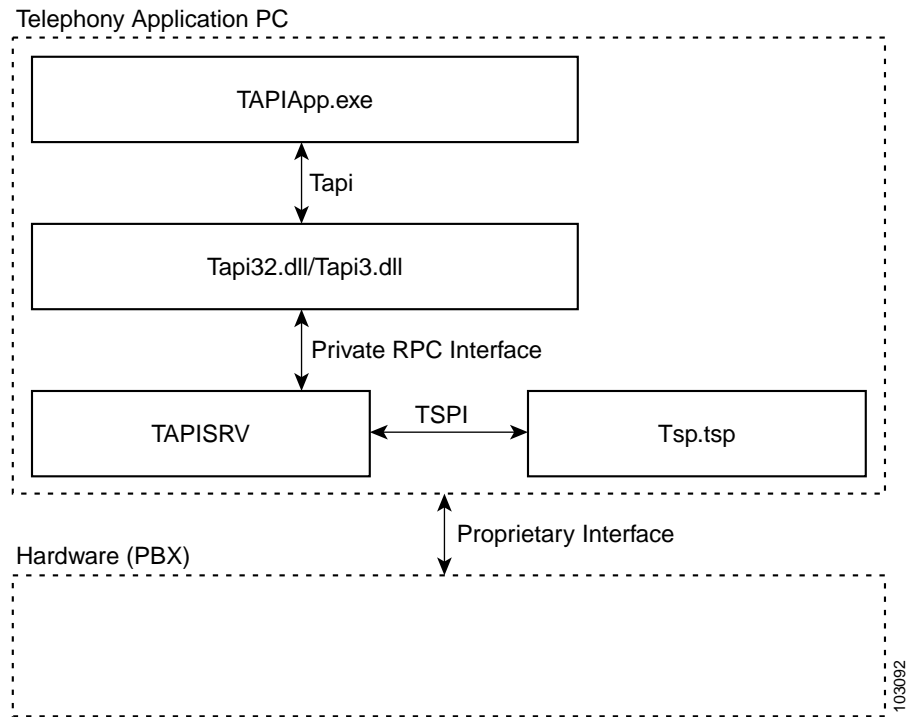 Telephony Application PC
TAPIApp.exe
Tapi
Tapi32.dll/Tapi3.dll
Private RPC Interface
TAPISRV
TSPI
Tsp.tsp
Proprietary Interface
Hardware (PBX)
103092